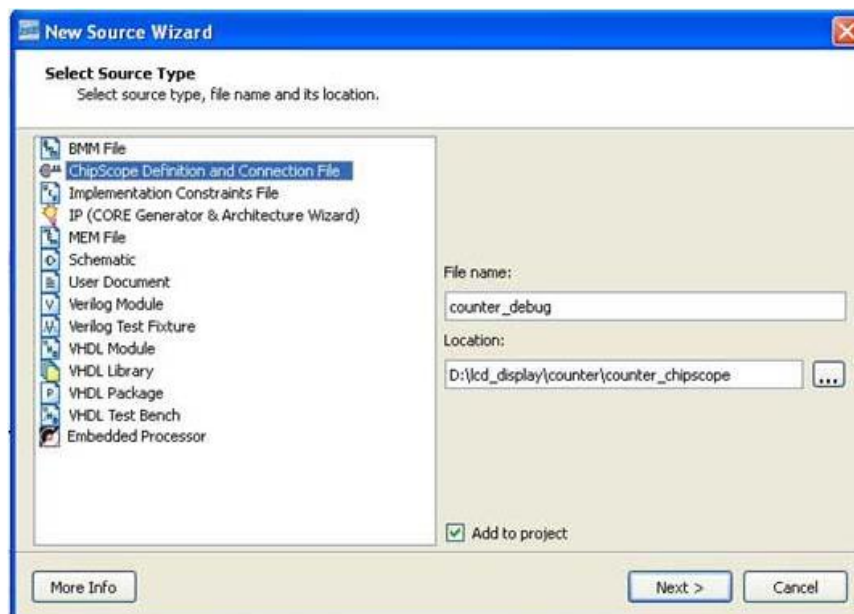 New Source Wizard
Select Source Type
Select source type, file name and its location.
BMM File
ChipScope Definition and Connection File
Implementation Constraints File
IP (CORE Generator & Architecture Wizard)
MEM File
Schematic
User Document
Verilog Module
Verilog Test Fixture
VHDL Module
VHDL Library
VHDL Package
VHDL Test Bench
Embedded Processor
File name:
counter_debug
Location:
D:\lcd_display\counter\counter_chipscope
...
Add to project
More Info
Next >
Cancel